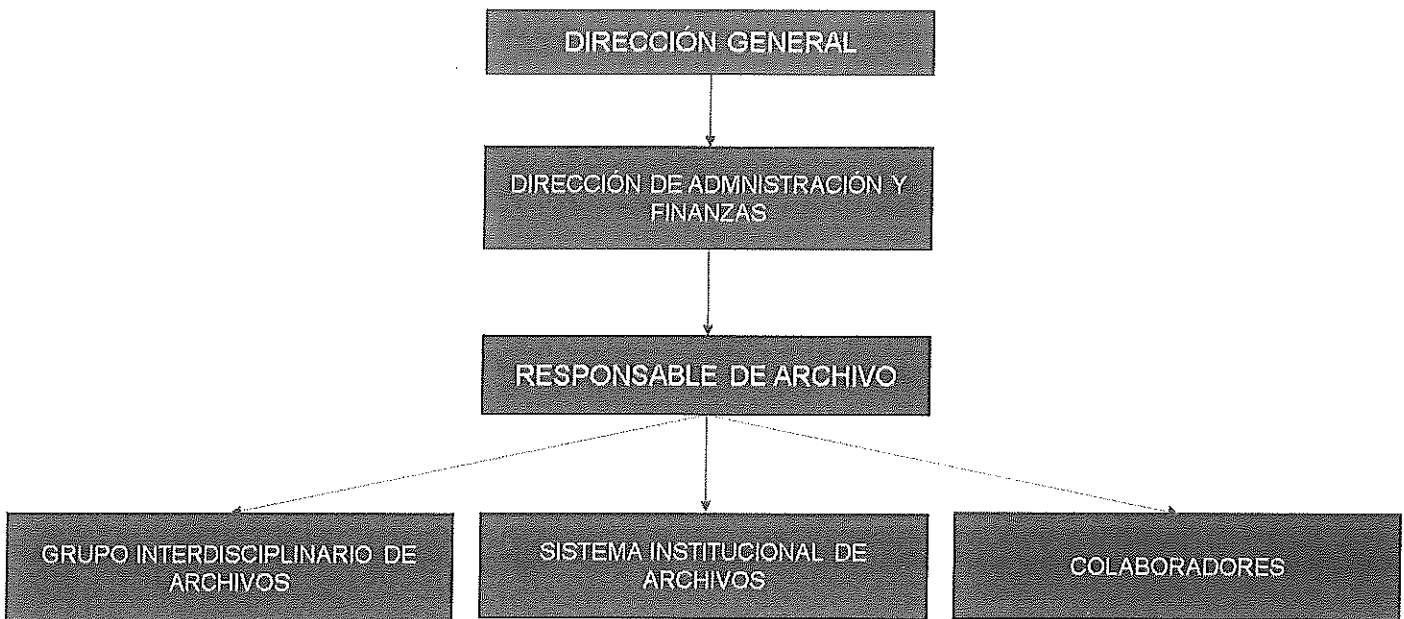 DIRECCIÓN GENERAL
DIRECCIÓN DE ADMNISTRACIÓN Y
FINANZAS
RESPONSABLE DE ARCHIVO
GRUPO INTERDISCIPLINARIO DE
ARCHIVOS
SISTEMA INSTITUCIONAL DE
ARCHIVOS
COLABORADORES